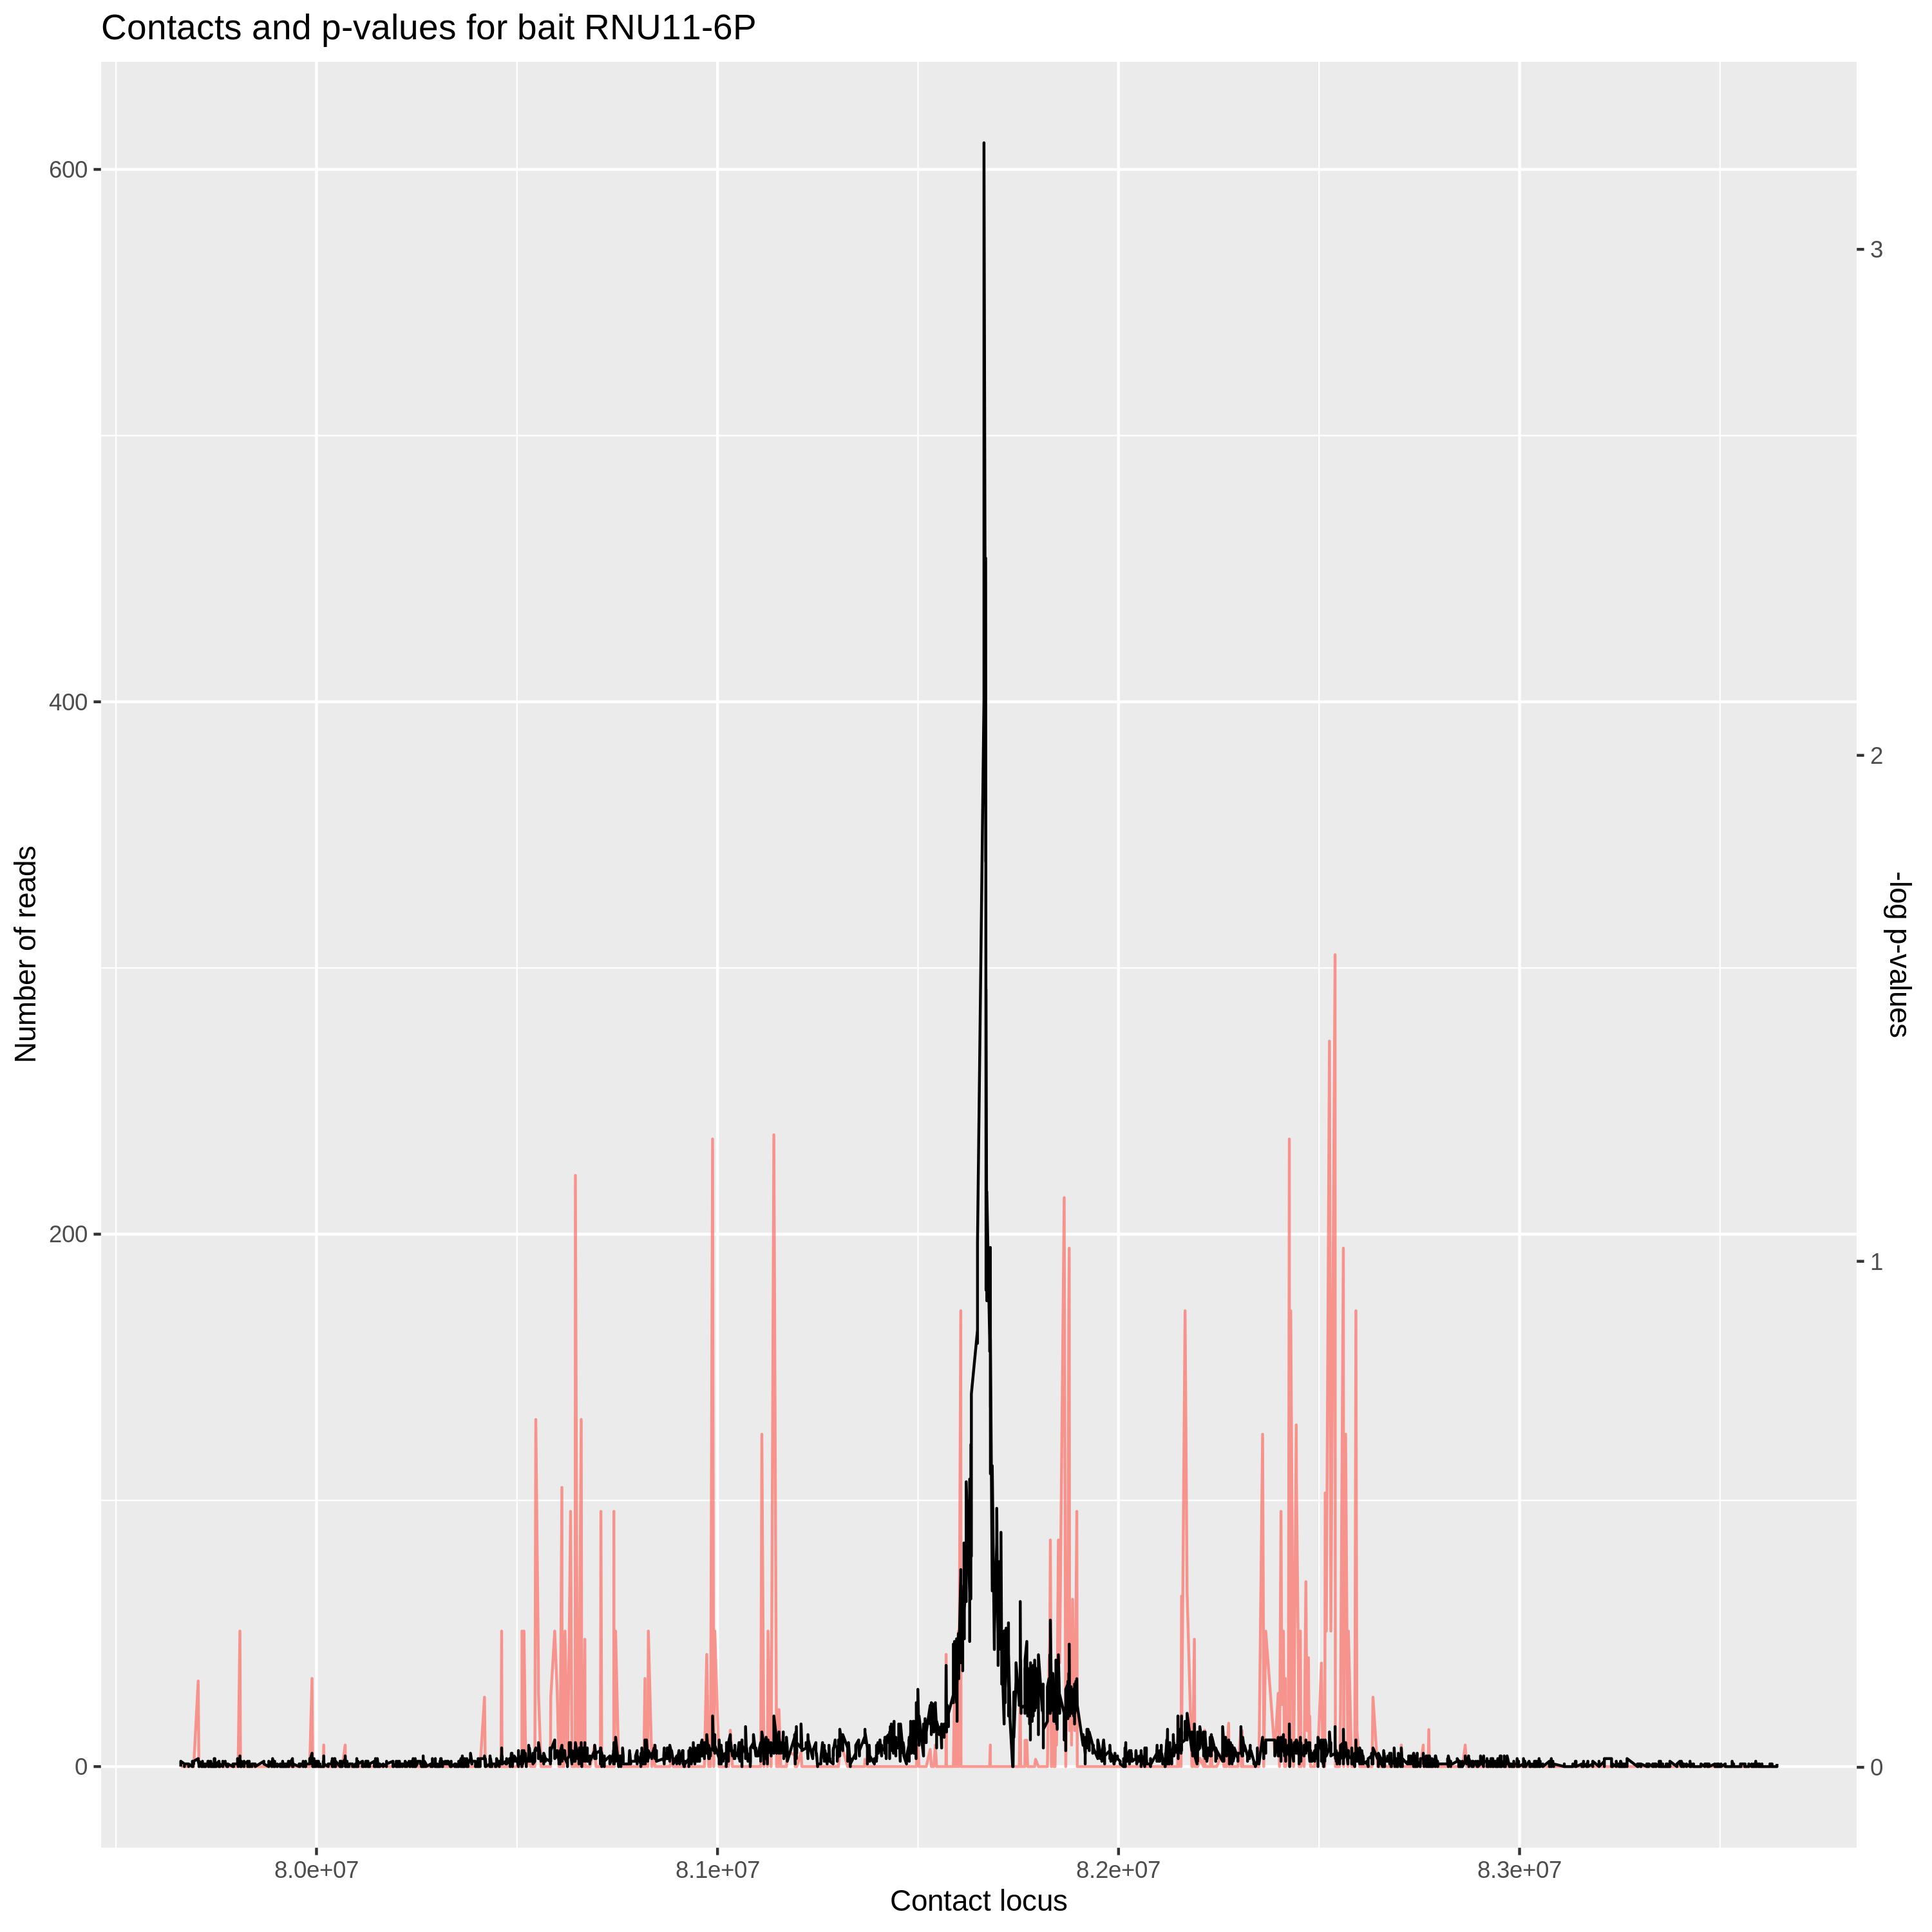 Contacts and p-values for bait RNU11-6P
Number of reads
600
400
200
0
3
2
1
0
-log p-values
8.0e+07 8.1e+07 8.2e+07 8.3e+07
Contact locus